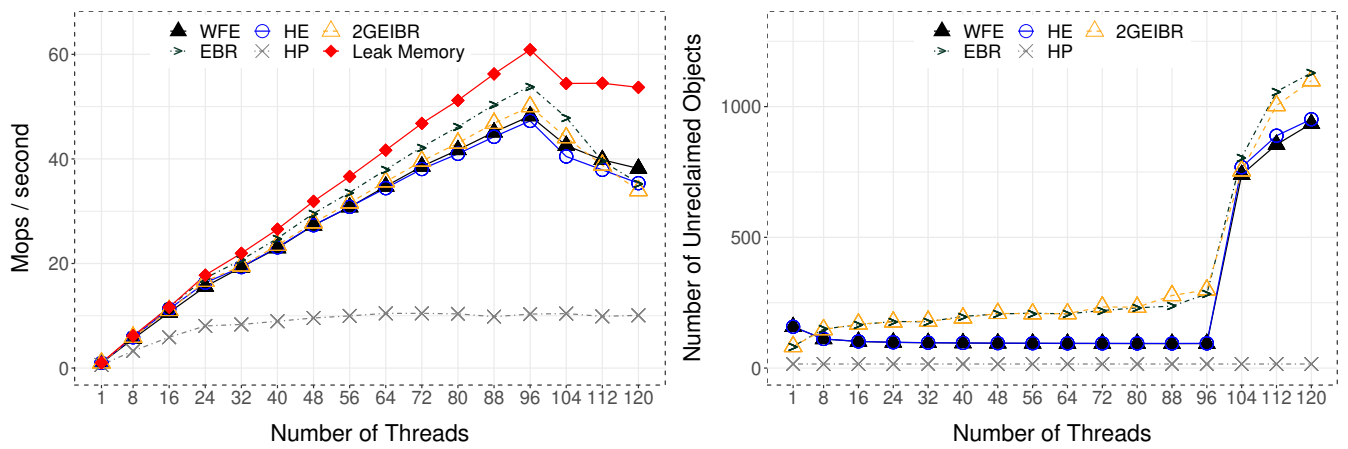 WFE HE 2GEIBR
EBR HP Leak Memory
60
40
20
0
Mops / second
1 8 16 24 32 40 48 56 64 72 80 88 96 104 112 120
Number of Threads
WFE HE 2GEIBR
EBR HP
1000
500
0
Number of Unreclaimed Objects
1 8 16 24 32 40 48 56 64 72 80 88 96 104 112 120
Number of Threads